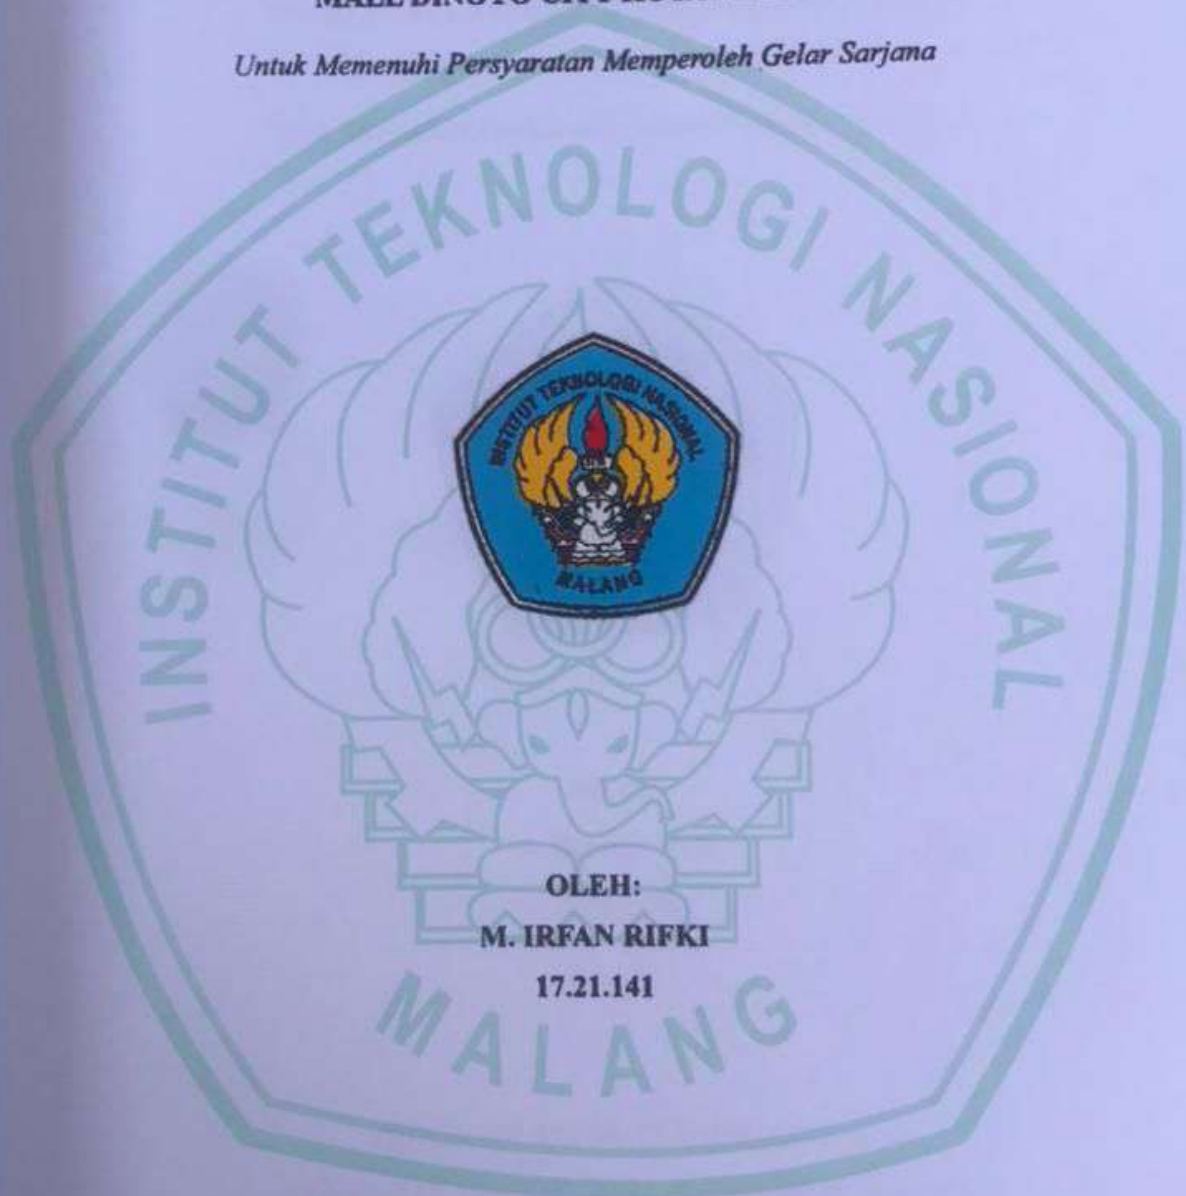 Untuk Memenuhi Persyaratan Memperoleh Gelar Sarjana
INSTITUT TEKNOLOGI NASIONAL
INSTITUT TEKNOLOGI NASIONAL
MALANG
OLEH:
M. IRFAN RIFKI
17.21.141
MALANG